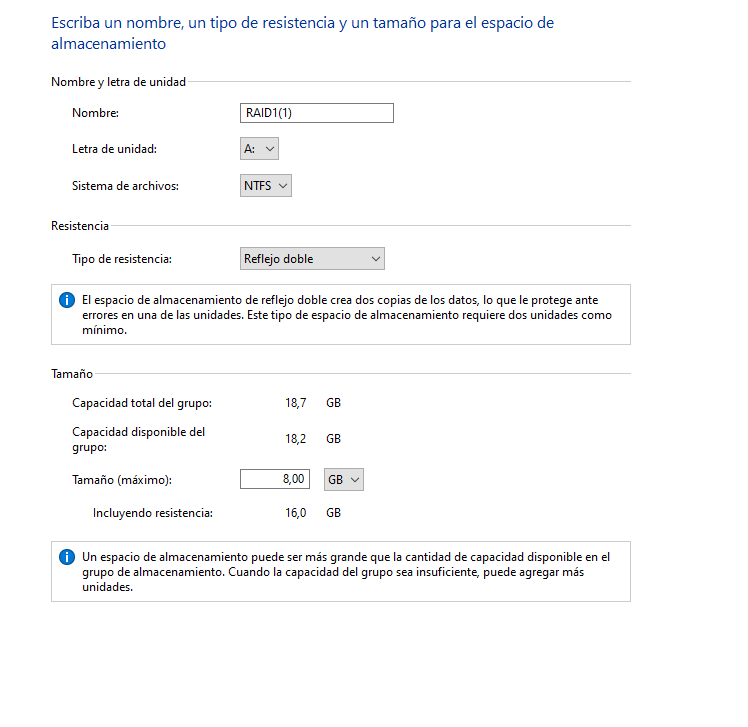 Escriba un nombre, un tipo de resistencia y un tamaño para el espacio de
almacenamiento
Nombre y letra de unidad
Nombre: RAID1(1)
Letra de unidad: A:
Sistema de archivos: NTFS
Resistencia
Tipo de resistencia: Reflejo doble
El espacio de almacenamiento de reflejo doble crea dos copias de los datos, lo que le protege ante
errores en una de las unidades. Este tipo de espacio de almacenamiento requiere dos unidades como
mínimo.
Tamaño
Capacidad total del grupo: 18,7 GB
Capacidad disponible del
grupo: 18,2 GB
Tamaño (máximo): 8,00 GB
Incluyendo resistencia: 16,0 GB
Un espacio de almacenamiento puede ser más grande que la cantidad de capacidad disponible en el
grupo de almacenamiento. Cuando la capacidad del grupo sea insuficiente, puede agregar más
unidades.